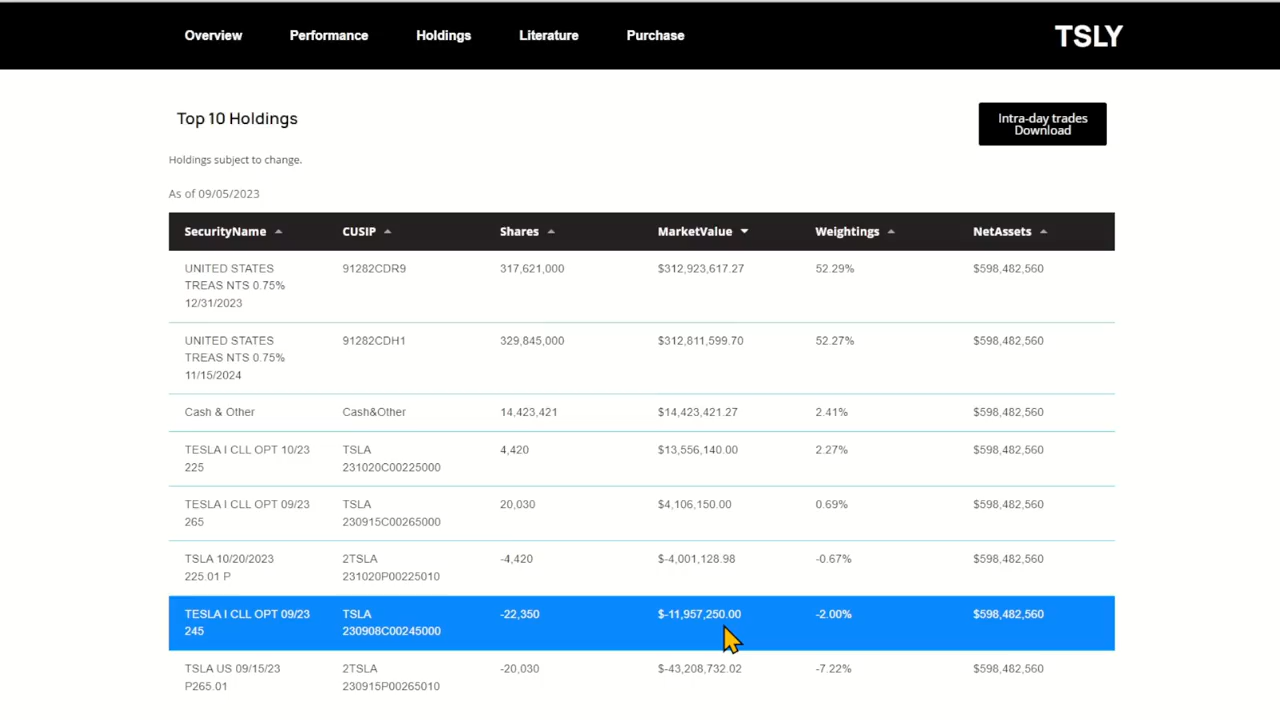 Overview Performance Holdings Literature Purchase TSLY
Top 10 Holdings
Intra-day trades
Download
Holdings subject to change.
As of 09/05/2023
SecurityName CUSIP Shares MarketValue Weightings NetAssets
UNITED STATES 91282CDR9 317,621,000 $312,923,617.27 52.29% $598,482,560
TREAS NTS 0.75%
12/31/2023
UNITED STATES 91282CDH1 329,845,000 $312,811,599.70 52.27% $598,482,560
TREAS NTS 0.75%
11/15/2024
Cash & Other Cash&Other 14,423,421 $14,423,421.27 2.41% $598,482,560
TESLA I CLL OPT 10/23 TSLA 4,420 $13,556,140.00 2.27% $598,482,560
225 231020C00225000
TESLA I CLL OPT 09/23 TSLA 20,030 $4,106,150.00 0.69% $598,482,560
265 230915C00265000
TSLA 10/20/2023 2TSLA -4,420 $-4,001,128.98 -0.67% $598,482,560
225.01 P 231020P00225010
TESLA I CLL OPT 09/23 TSLA -22,350 $-11,957,250.00 -2.00% $598,482,560
245 230908C00245000
TSLA US 09/15/23 2TSLA -20,030 $-43,208,732.02 -7.22% $598,482,560
P265.01 230915P00265010